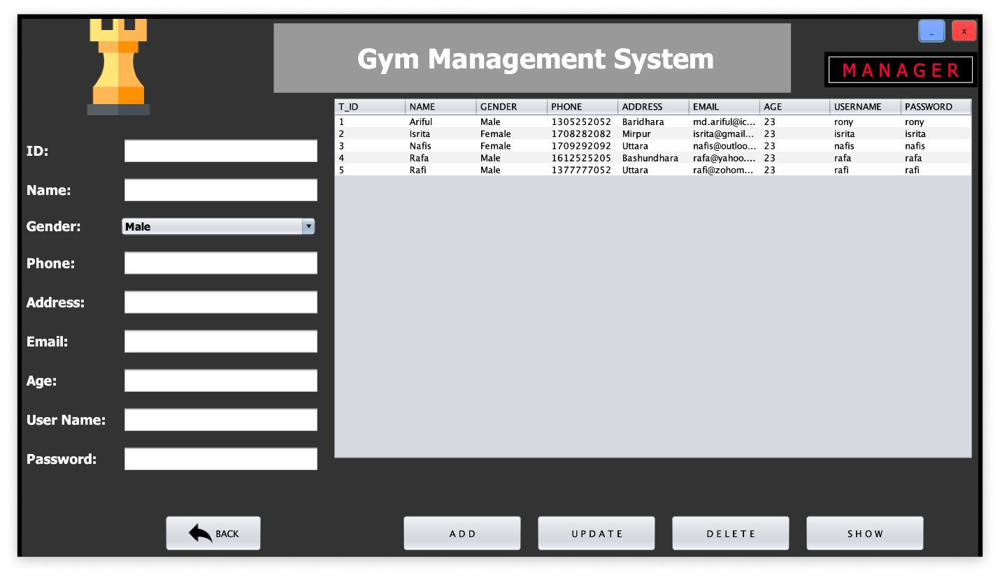 Gym Management System
_ x
MANAGER
T_ID NAME GENDER PHONE ADDRESS EMAIL AGE USERNAME PASSWORD
1 Ariful Male 1305252052 Baridhara md.ariful@ic... 23 rony rony
2 Isrita Female 1708282082 Mirpur isrita@gmail... 23 isrita isrita
3 Nafis Female 1709292092 Uttara nafis@outloo... 23 nafis nafis
4 Rafa Male 1612525205 Bashundhara rafa@yahoo.... 23 rafa rafa
5 Rafi Male 1377777052 Uttara rafi@zohom... 23 rafi rafi
ID:
Name:
Gender: Male
Phone:
Address:
Email:
Age:
User Name:
Password:
BACK ADD UPDATE DELETE SHOW